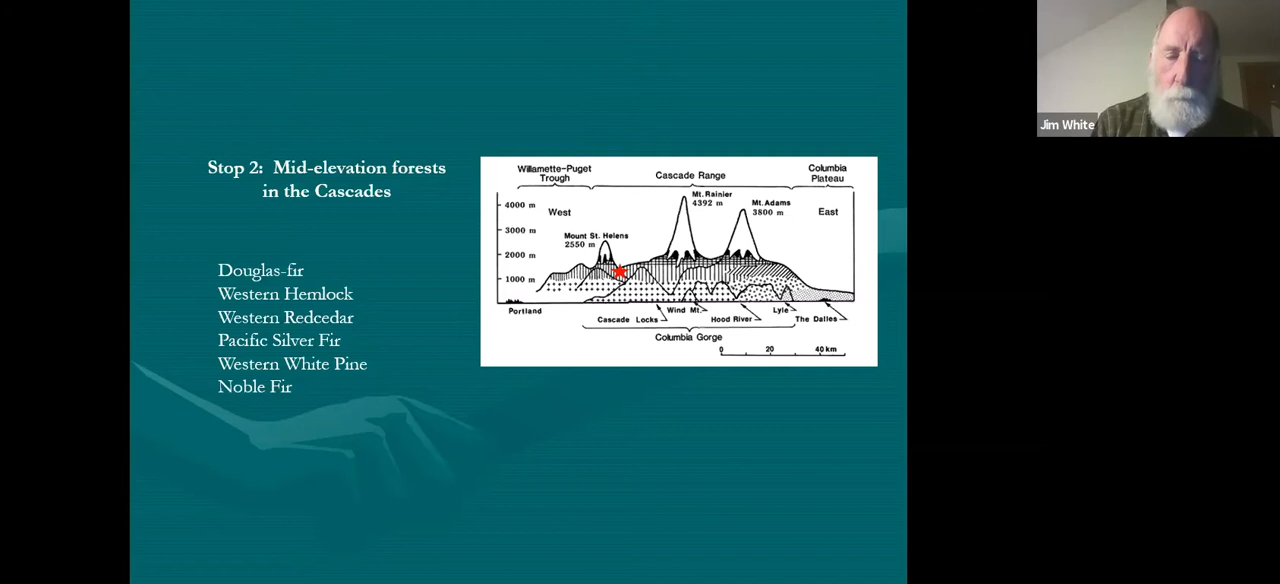 Stop 2: Mid-elevation forests
in the Cascades
Douglas-fir
Western Hemlock
Western Redcedar
Pacific Silver Fir
Western White Pine
Noble Fir
Willamette-Puget
Trough
Cascade Range
Columbia
Plateau
4000 m
3000 m
2000 m
1000 m
West
East
Mt. Rainier
4392 m
Mt. Adams
3800 m
Mount St. Helens
2550 m
Portland
Cascade Locks
Wind Mt.
Hood River
Lyle
The Dalles
Columbia Gorge
0 20 40 km
Jim White